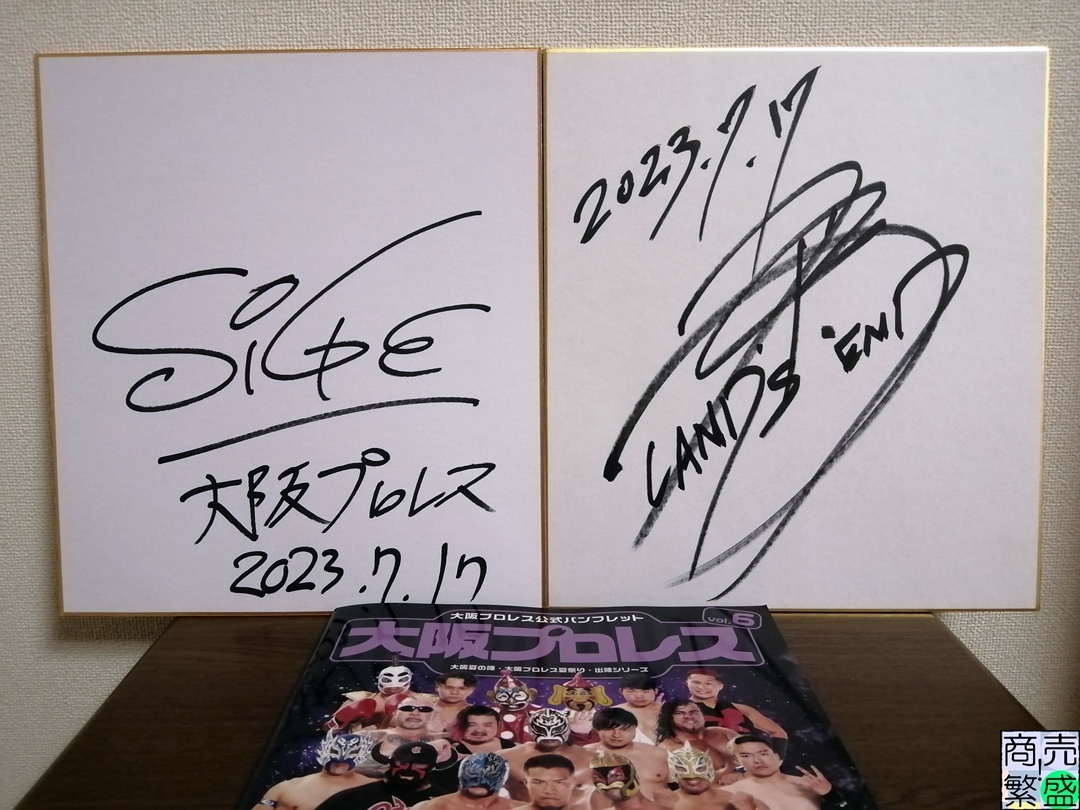 SiGE
大阪プロレス
2023.7.17
2023.7.17
LAND'S END
大阪プロレス公式パンフレット
vol.6
大阪プロレス
大阪夏の陣・大阪プロレス夏祭り・出陣シリーズ
商売
繁盛